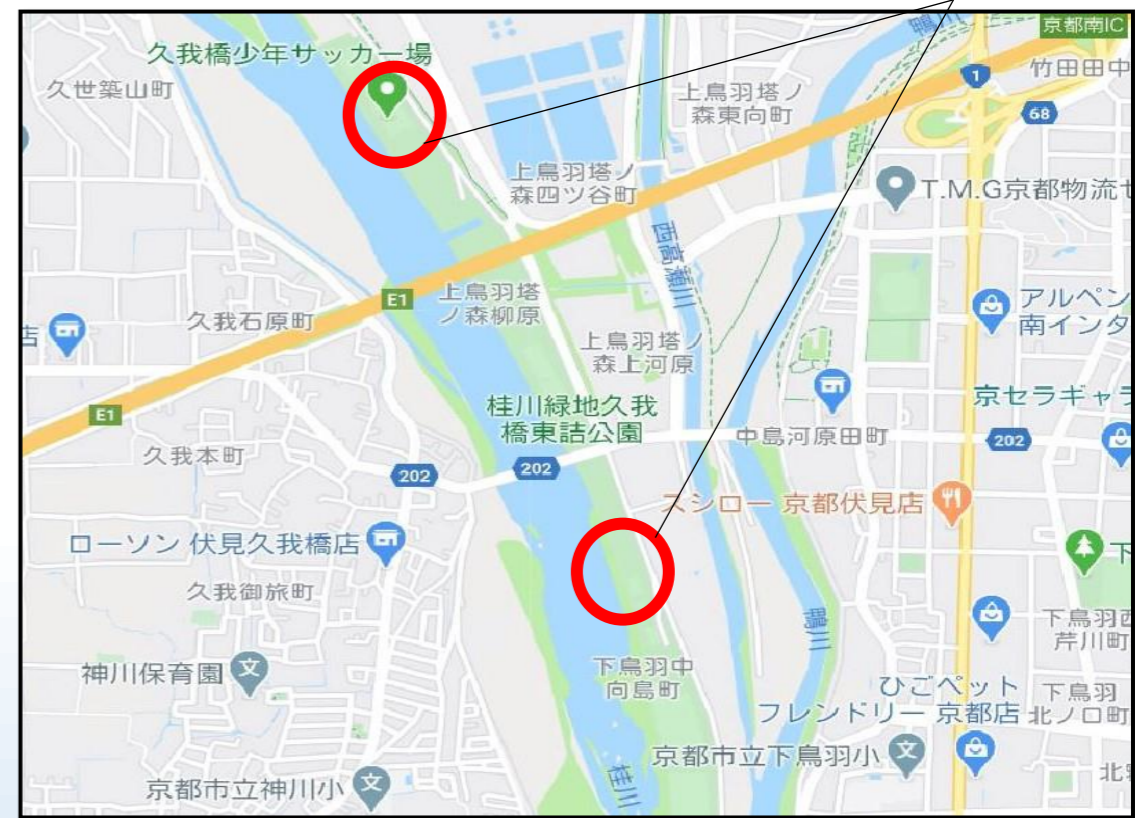 京都南IC
久我橋少年サッカー場
久世築山町
1
竹田田中
68
上鳥羽塔ノ
森東向町
上鳥羽塔ノ
森四ツ谷町
T.M.G京都物流セ
西高瀬川
E1
上鳥羽塔
ノ森柳原
久我石原町
アルペン
南インタ
店
上鳥羽塔ノ
森上河原
京セラギャラ
E1
桂川緑地久我
橋東詰公園
中島河原田町
202
久我本町
202
202
スシロー 京都伏見店
ローソン 伏見久我橋店
下
久我御旅町
鴨川
下鳥羽西
芹川町
神川保育園
下鳥羽中
向島町
ひごペット
フレンドリー 京都店
下鳥羽
北ノ口町
京都市立下鳥羽小
桂川
京都市立神川小
北